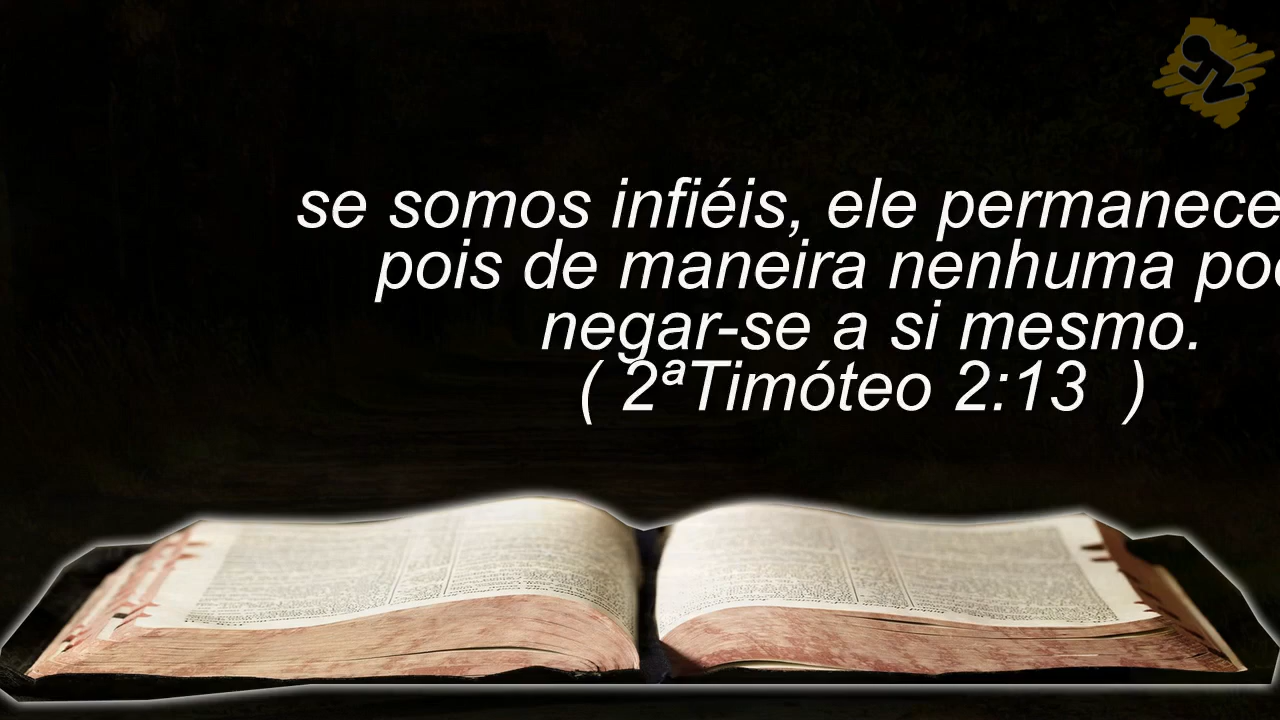 se somos infiéis, ele permanece
pois de maneira nenhuma
negar-se a si mesmo.
( 2ªTimóteo 2:13 )